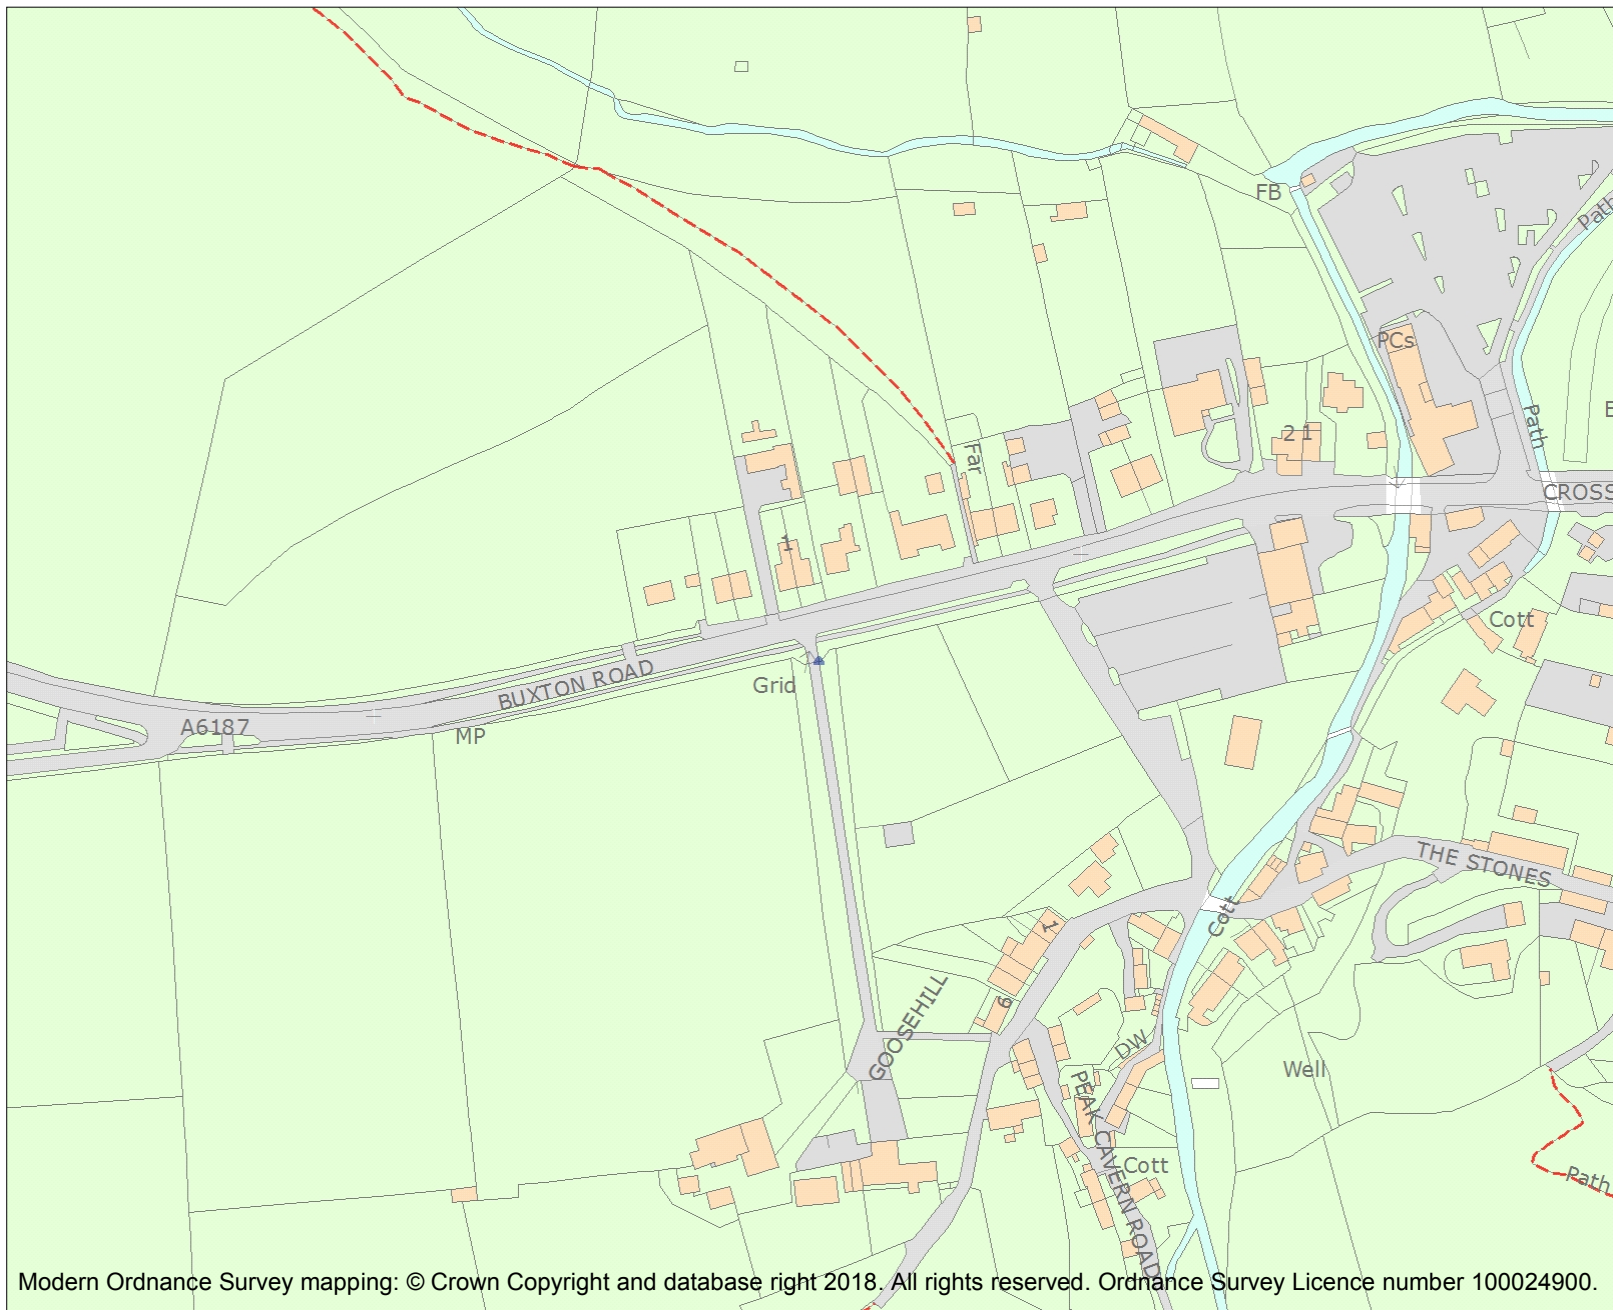 FB
Path
PCs
2 1
Path
Far
CROSS
1
Cott
BUXTON ROAD
Grid
A6187
MP
THE STONES
Cott
1
6
GOOSEHILL
DW
Well
PEAK CAVERN ROAD
Cott
Path
Modern Ordnance Survey mapping: © Crown Copyright and database right 2018. All rights reserved. Ordnance Survey Licence number 100024900.